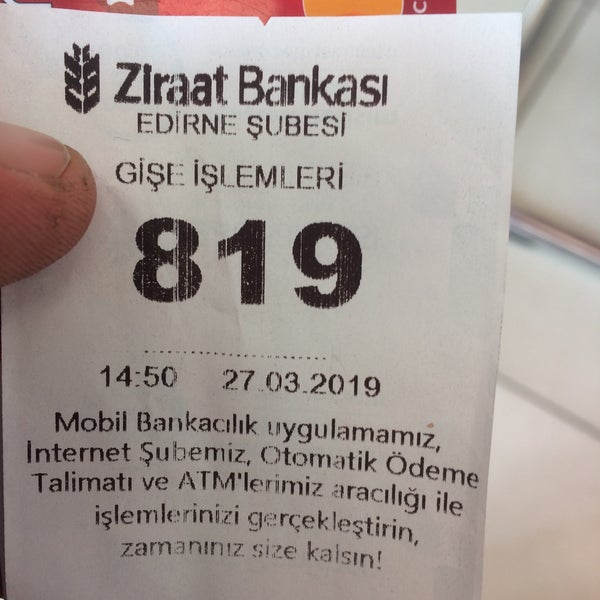 Ziraat Bankası
EDİRNE ŞUBESİ
GİŞE İŞLEMLERİ
819
14:50 27.03.2019
Mobil Bankacılık uygulamamız,
İnternet Şubemiz, Otomatik Ödeme
Talimatı ve ATM'lerimiz aracılığı ile
işlemlerinizi gerçekleştirin,
zamanınız size kalsın!